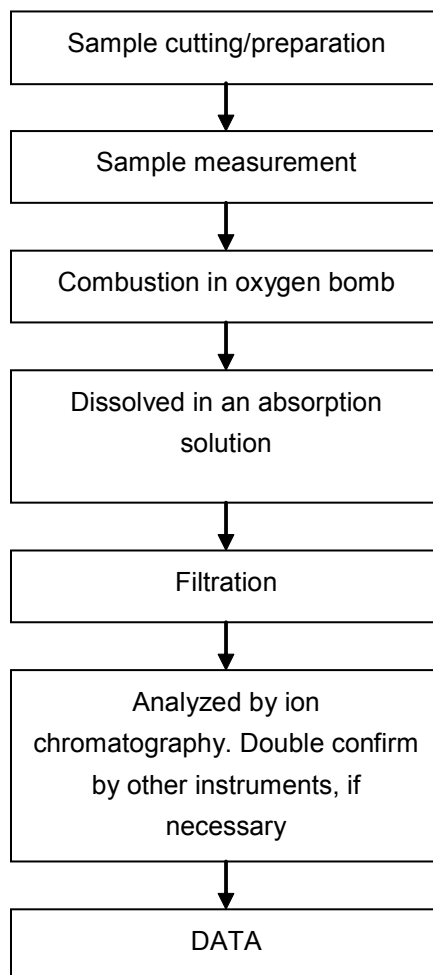 Sample cutting/preparation
Sample measurement
Combustion in oxygen bomb
Dissolved in an absorption
solution
Filtration
Analyzed by ion
chromatography. Double confirm
by other instruments, if
necessary
DATA